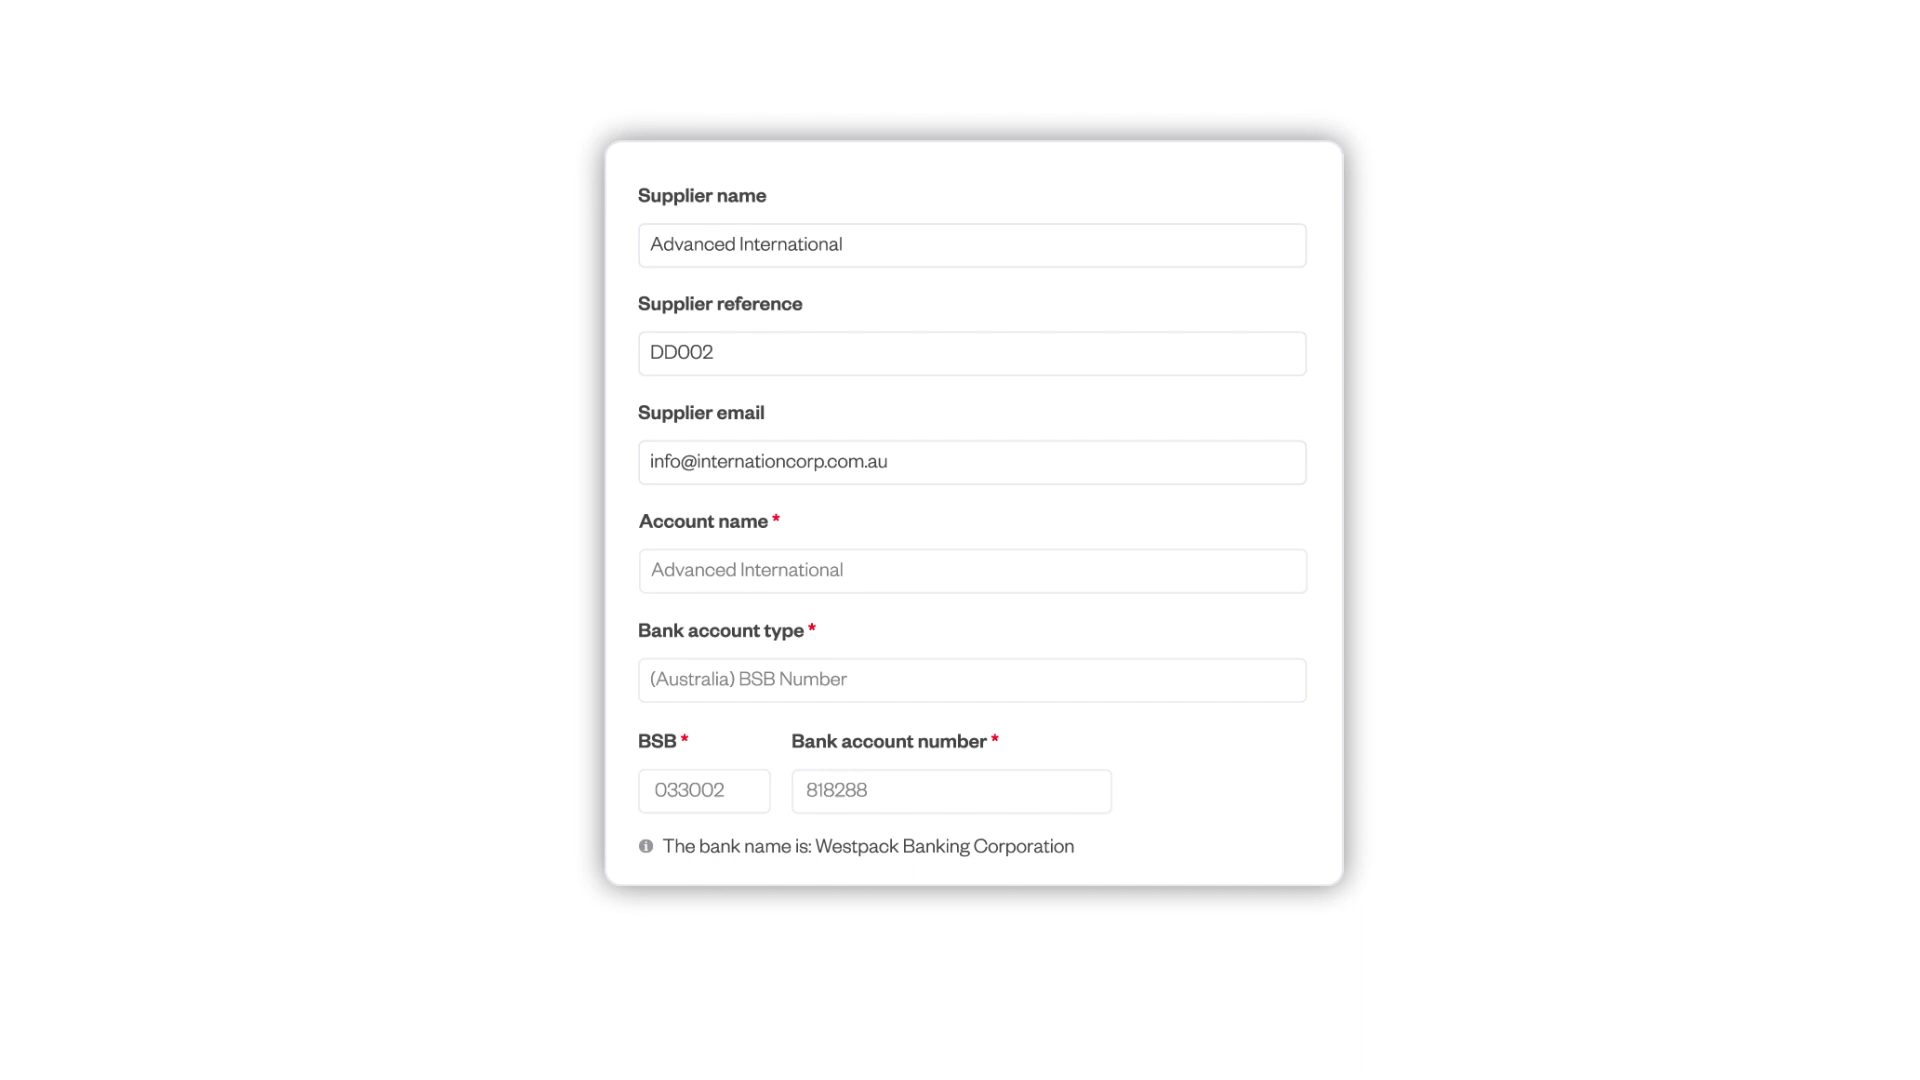 Supplier name
Advanced International
Supplier reference
DD002
Supplier email
info@internationcorp.com.au
Account name *
Advanced International
Bank account type *
(Australia) BSB Number
BSB * Bank account number *
033002 818288
The bank name is: Westpack Banking Corporation